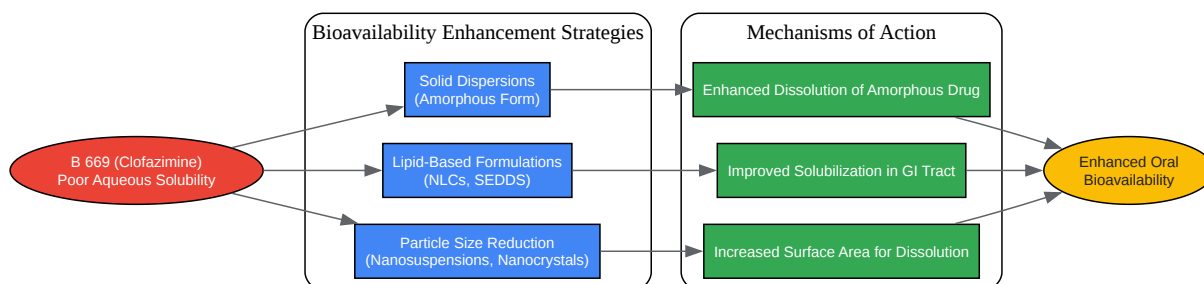 Bioavailability Enhancement Strategies
Mechanisms of Action
B 669 (Clofazimine)
Poor Aqueous Solubility
Solid Dispersions
(Amorphous Form)
Enhanced Dissolution of Amorphous Drug
Lipid-Based Formulations
(NLCs, SEDDS)
Improved Solubilization in GI Tract
Particle Size Reduction
(Nanosuspensions, Nanocrystals)
Increased Surface Area for Dissolution
Enhanced Oral
Bioavailability